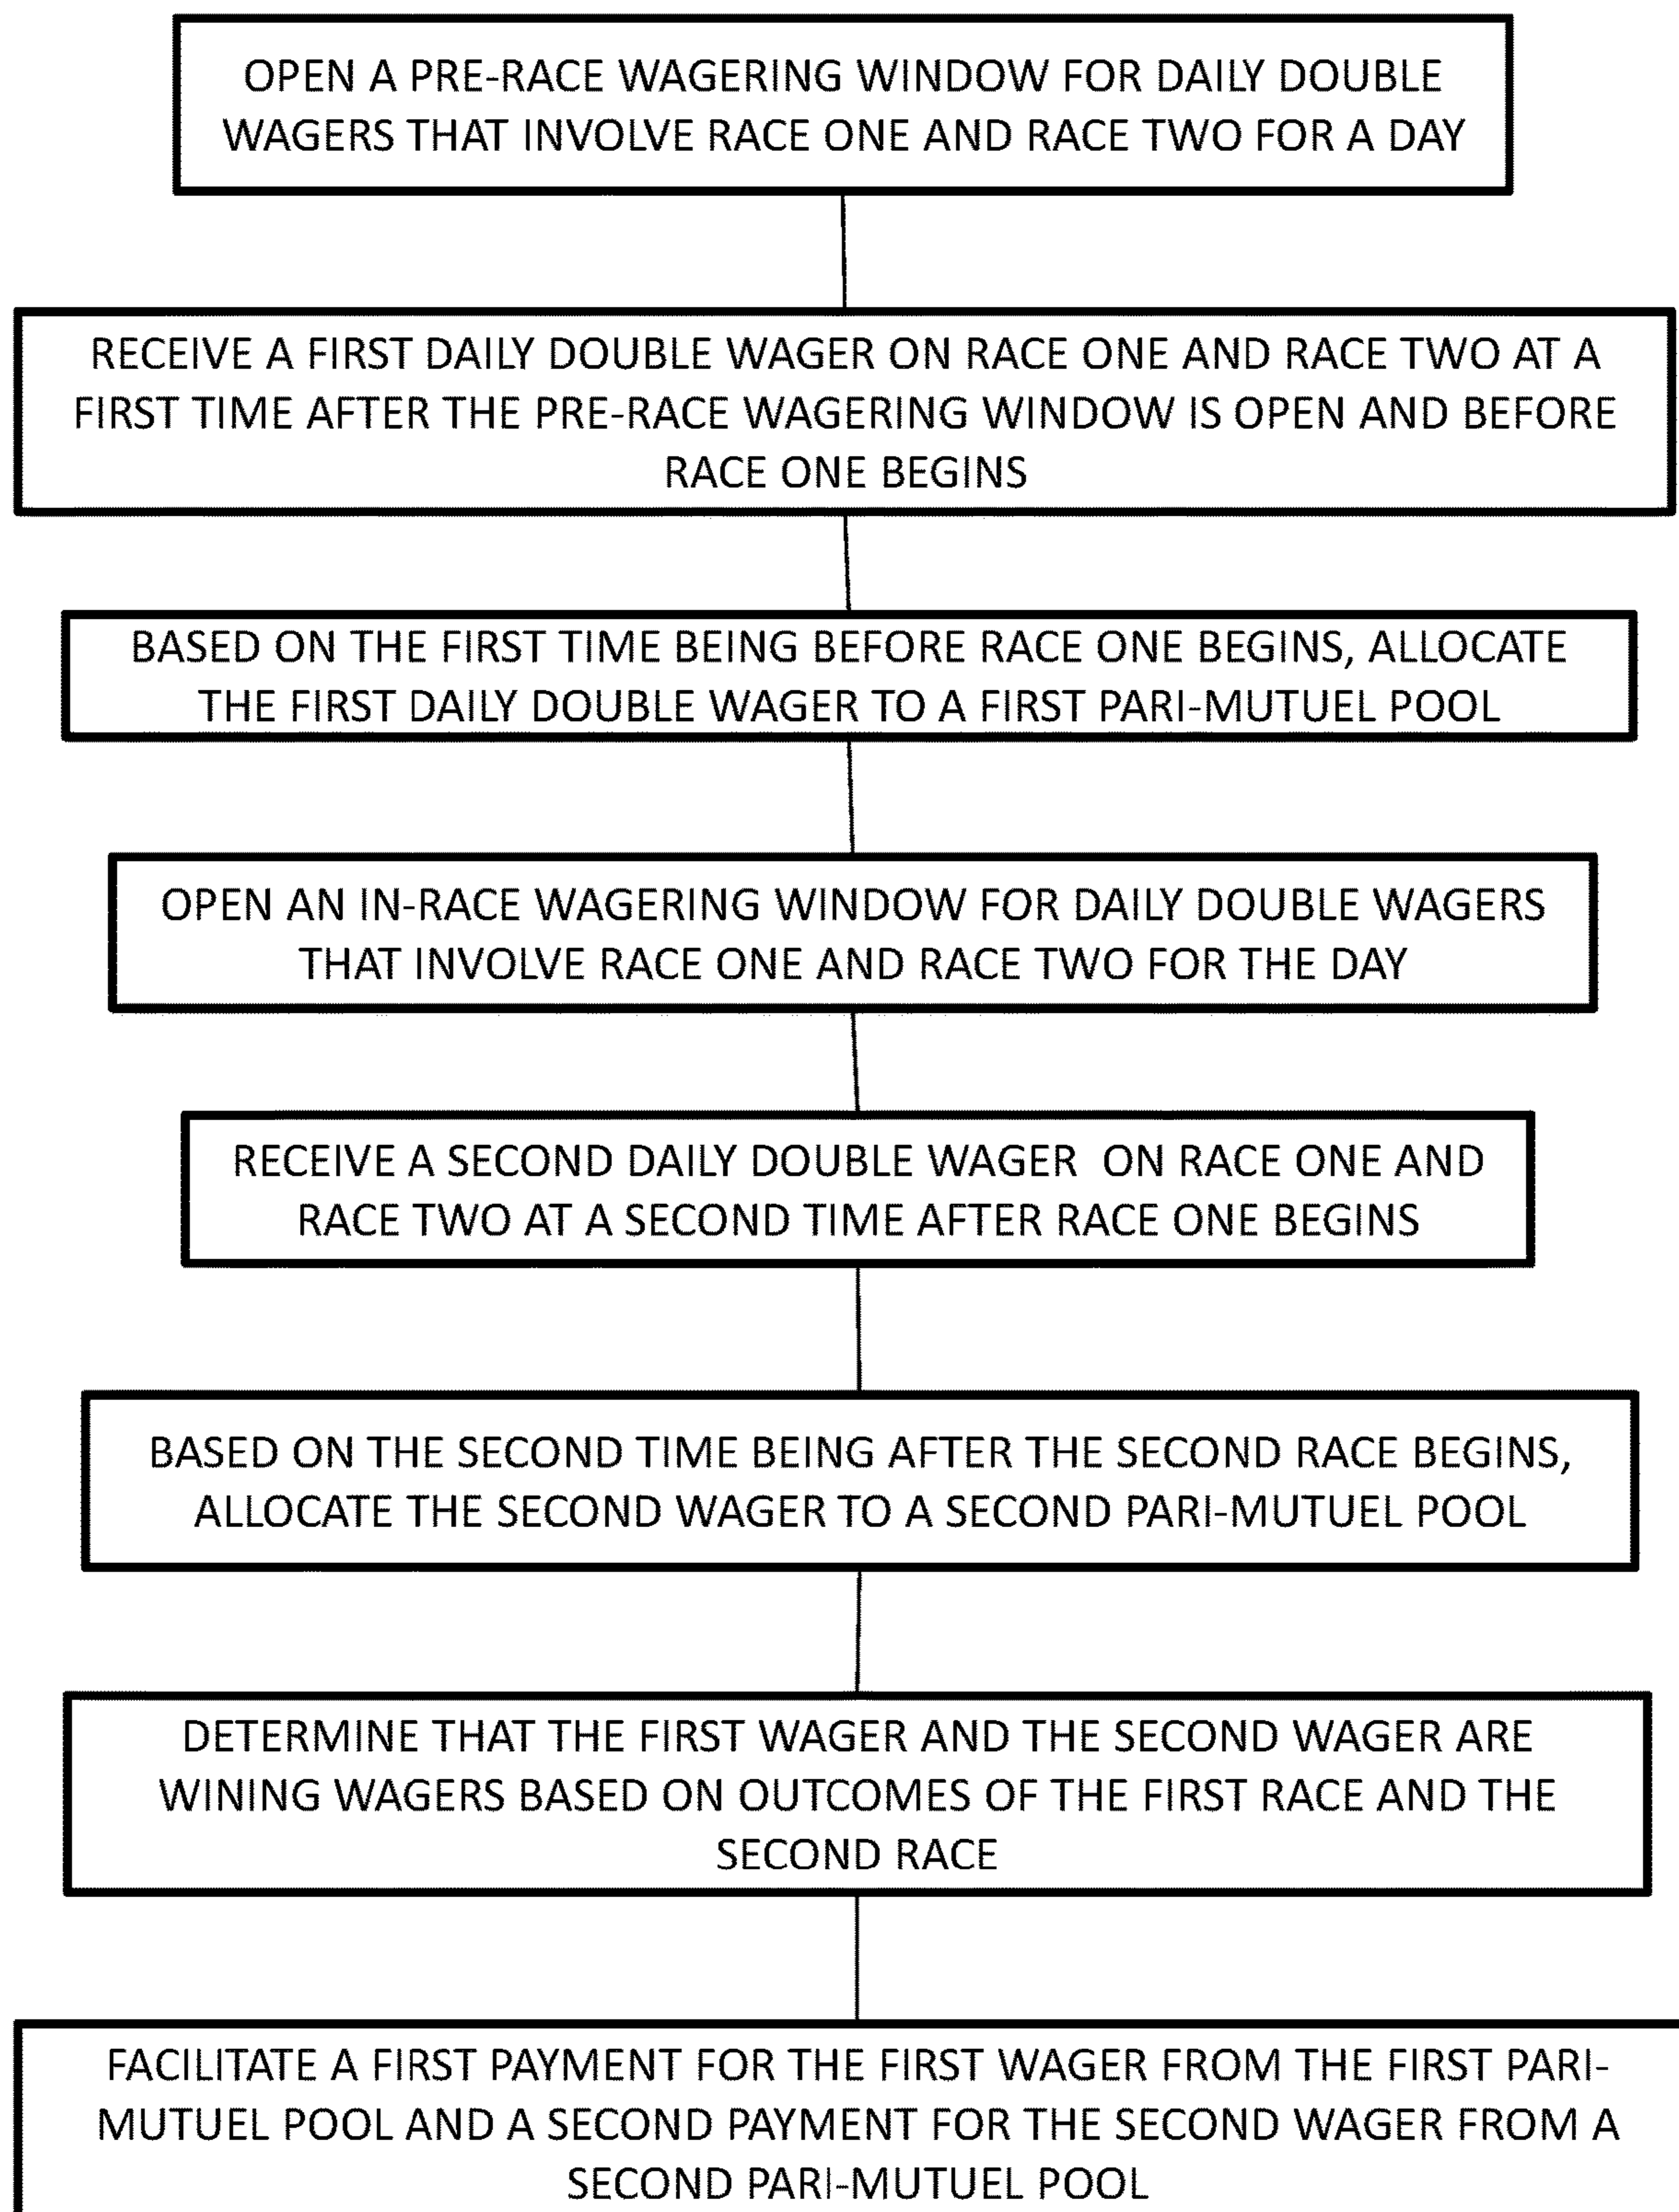 OPEN A PRE-RACE WAGERING WINDOW FOR DAILY DOUBLE
WAGERS THAT INVOLVE RACE ONE AND RACE TWO FOR A DAY
RECEIVE A FIRST DAILY DOUBLE WAGER ON RACE ONE AND RACE TWO AT A
FIRST TIME AFTER THE PRE-RACE WAGERING WINDOW IS OPEN AND BEFORE
RACE ONE BEGINS
BASED ON THE FIRST TIME BEING BEFORE RACE ONE BEGINS, ALLOCATE
THE FIRST DAILY DOUBLE WAGER TO A FIRST PARI-MUTUEL POOL
OPEN AN IN-RACE WAGERING WINDOW FOR DAILY DOUBLE WAGERS
THAT INVOLVE RACE ONE AND RACE TWO FOR THE DAY
RECEIVE A SECOND DAILY DOUBLE WAGER ON RACE ONE AND
RACE TWO AT A SECOND TIME AFTER RACE ONE BEGINS
BASED ON THE SECOND TIME BEING AFTER THE SECOND RACE BEGINS,
ALLOCATE THE SECOND WAGER TO A SECOND PARI-MUTUEL POOL
DETERMINE THAT THE FIRST WAGER AND THE SECOND WAGER ARE
WINING WAGERS BASED ON OUTCOMES OF THE FIRST RACE AND THE
SECOND RACE
FACILITATE A FIRST PAYMENT FOR THE FIRST WAGER FROM THE FIRST PARI-
MUTUEL POOL AND A SECOND PAYMENT FOR THE SECOND WAGER FROM A
SECOND PARI-MUTUEL POOL